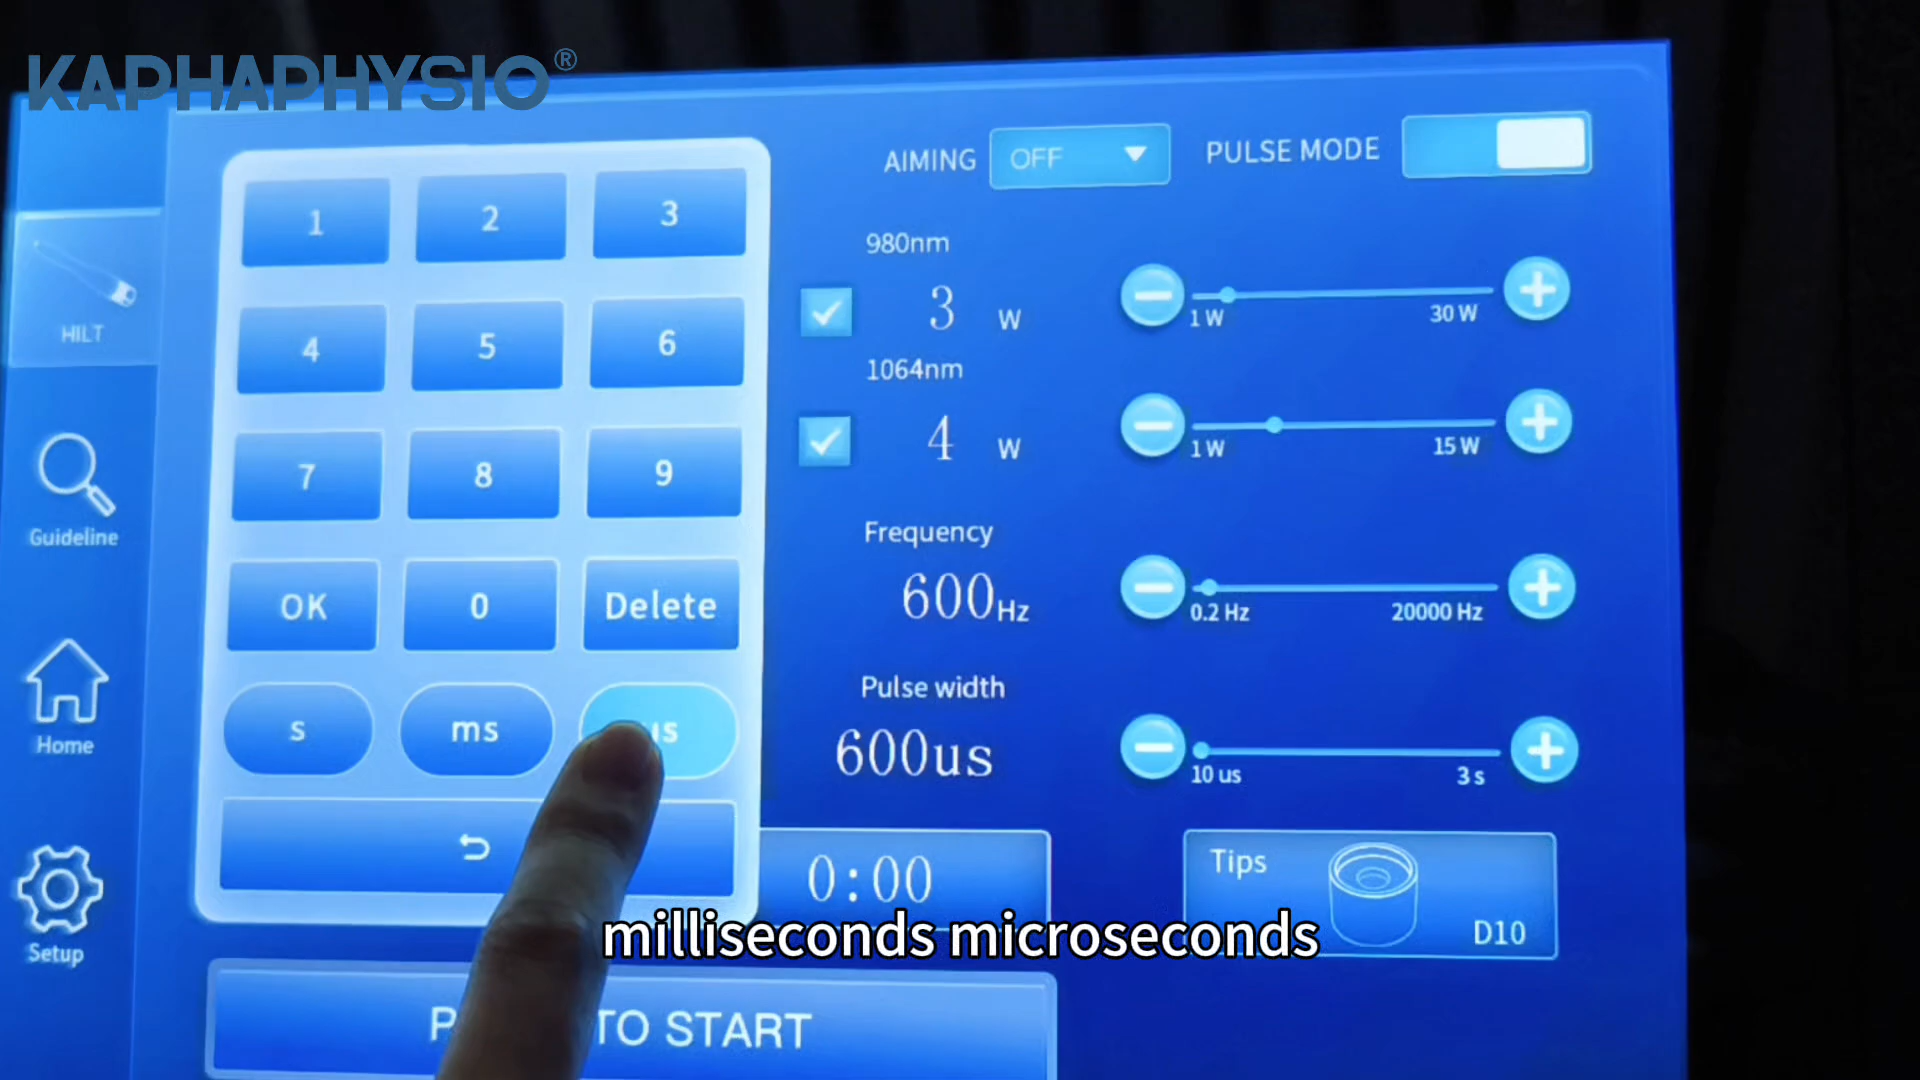 KAPHAPHYSIO®
AIMING OFF PULSE MODE
1 2 3
980nm
3 W
1 W 30 W
HILT
4 5 6
1064nm
4 W
1 W 15 W
7 8 9
Guideline
Frequency
600Hz
0.2 Hz 20000 Hz
OK 0 Delete
Pulse width
600us
10 us 3 s
s ms us
Home
0:00
Tips
D10
Setup
milliseconds microseconds
TO START